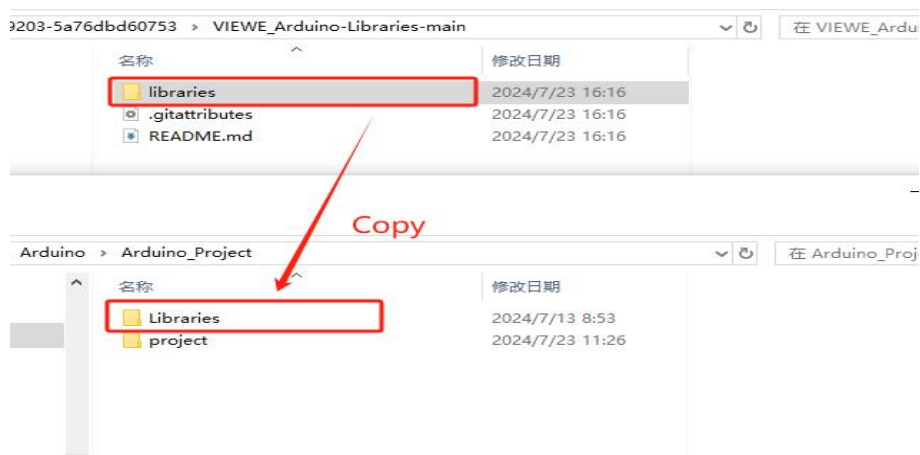 9203-5a76dbd60753 > VIEWE_Arduino-Libraries-main
在 VIEWE_Ardu
名称 修改日期
libraries 2024/7/23 16:16
.gitattributes 2024/7/23 16:16
README.md 2024/7/23 16:16
Copy
Arduino > Arduino_Project
在 Arduino_Proj
名称 修改日期
Libraries 2024/7/13 8:53
project 2024/7/23 11:26